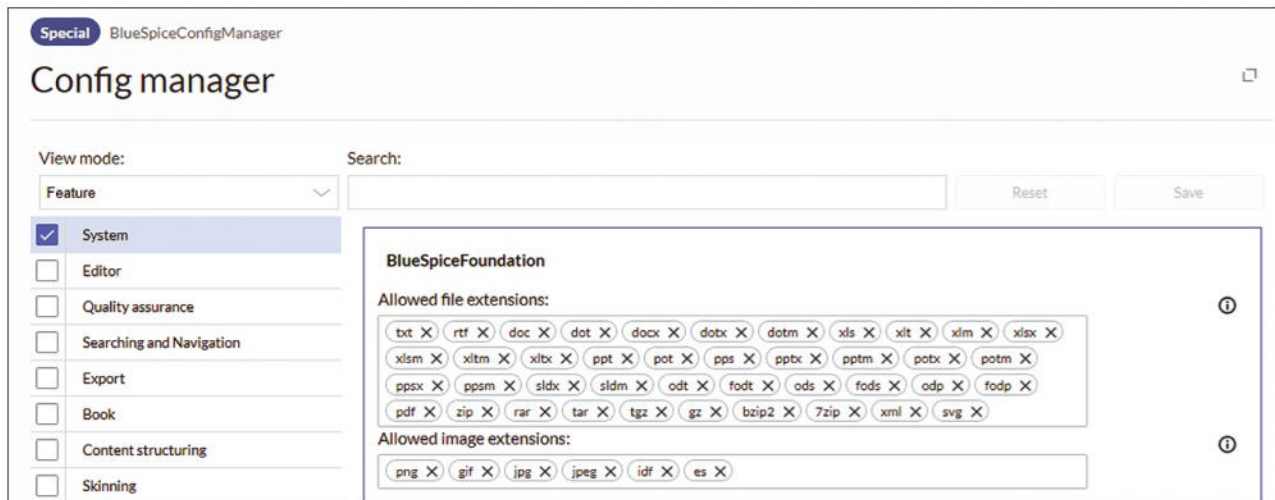 Special BlueSpiceConfigManager
Config manager
View mode:
Search:
Feature
Reset
Save
System
Editor
Quality assurance
Searching and Navigation
Export
Book
Content structuring
Skinning
BlueSpiceFoundation
Allowed file extensions:
txt rtf doc dot docx dotx dotm xls xlt xlm xlsx
xlsm xltm xltx ppt pot pps pptx pptm potx potm
ppsx ppsm sldx sldm odt fodt ods fods odp fodp
pdf zip rar tar tgz gz bzip2 7zip xml svg
Allowed image extensions:
png gif jpg jpeg idf es